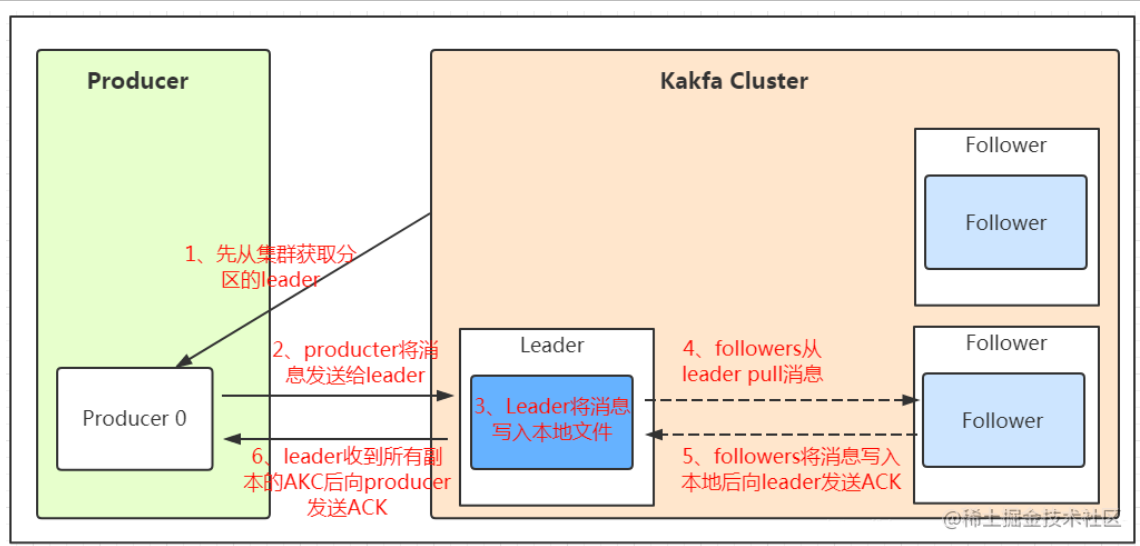 Producer
Kakfa Cluster
Follower
Follower
1、先从集群获取分
区的leader
2、producter将消
息发送给leader
Leader
4、followers从
leader pull消息
Follower
Producer 0
3、Leader将消息
写入本地文件
Follower
6、leader收到所有副
本的AKC后向producer
发送ACK
5、followers将消息写入
本地后向leader发送ACK
@稀土掘金技术社区